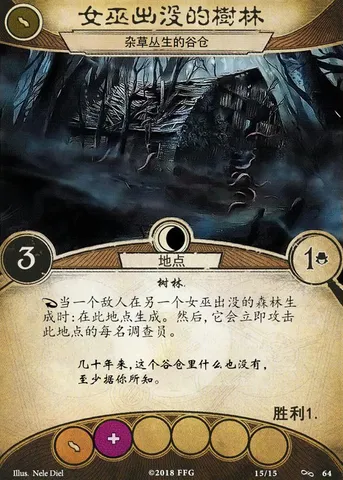 女巫出没的樹林
杂草丛生的谷仓
3
地点
1
树林.
当一个敌人在另一个女巫出没的森林生
成时:在此地点生成。然后,它会立即攻击
此地点的每名调查员。
几十年来,这个谷仓里什么也没有,
至少据你所知。
胜利1.
Illus. Nele Diel
©2018 FFG
15/15
64